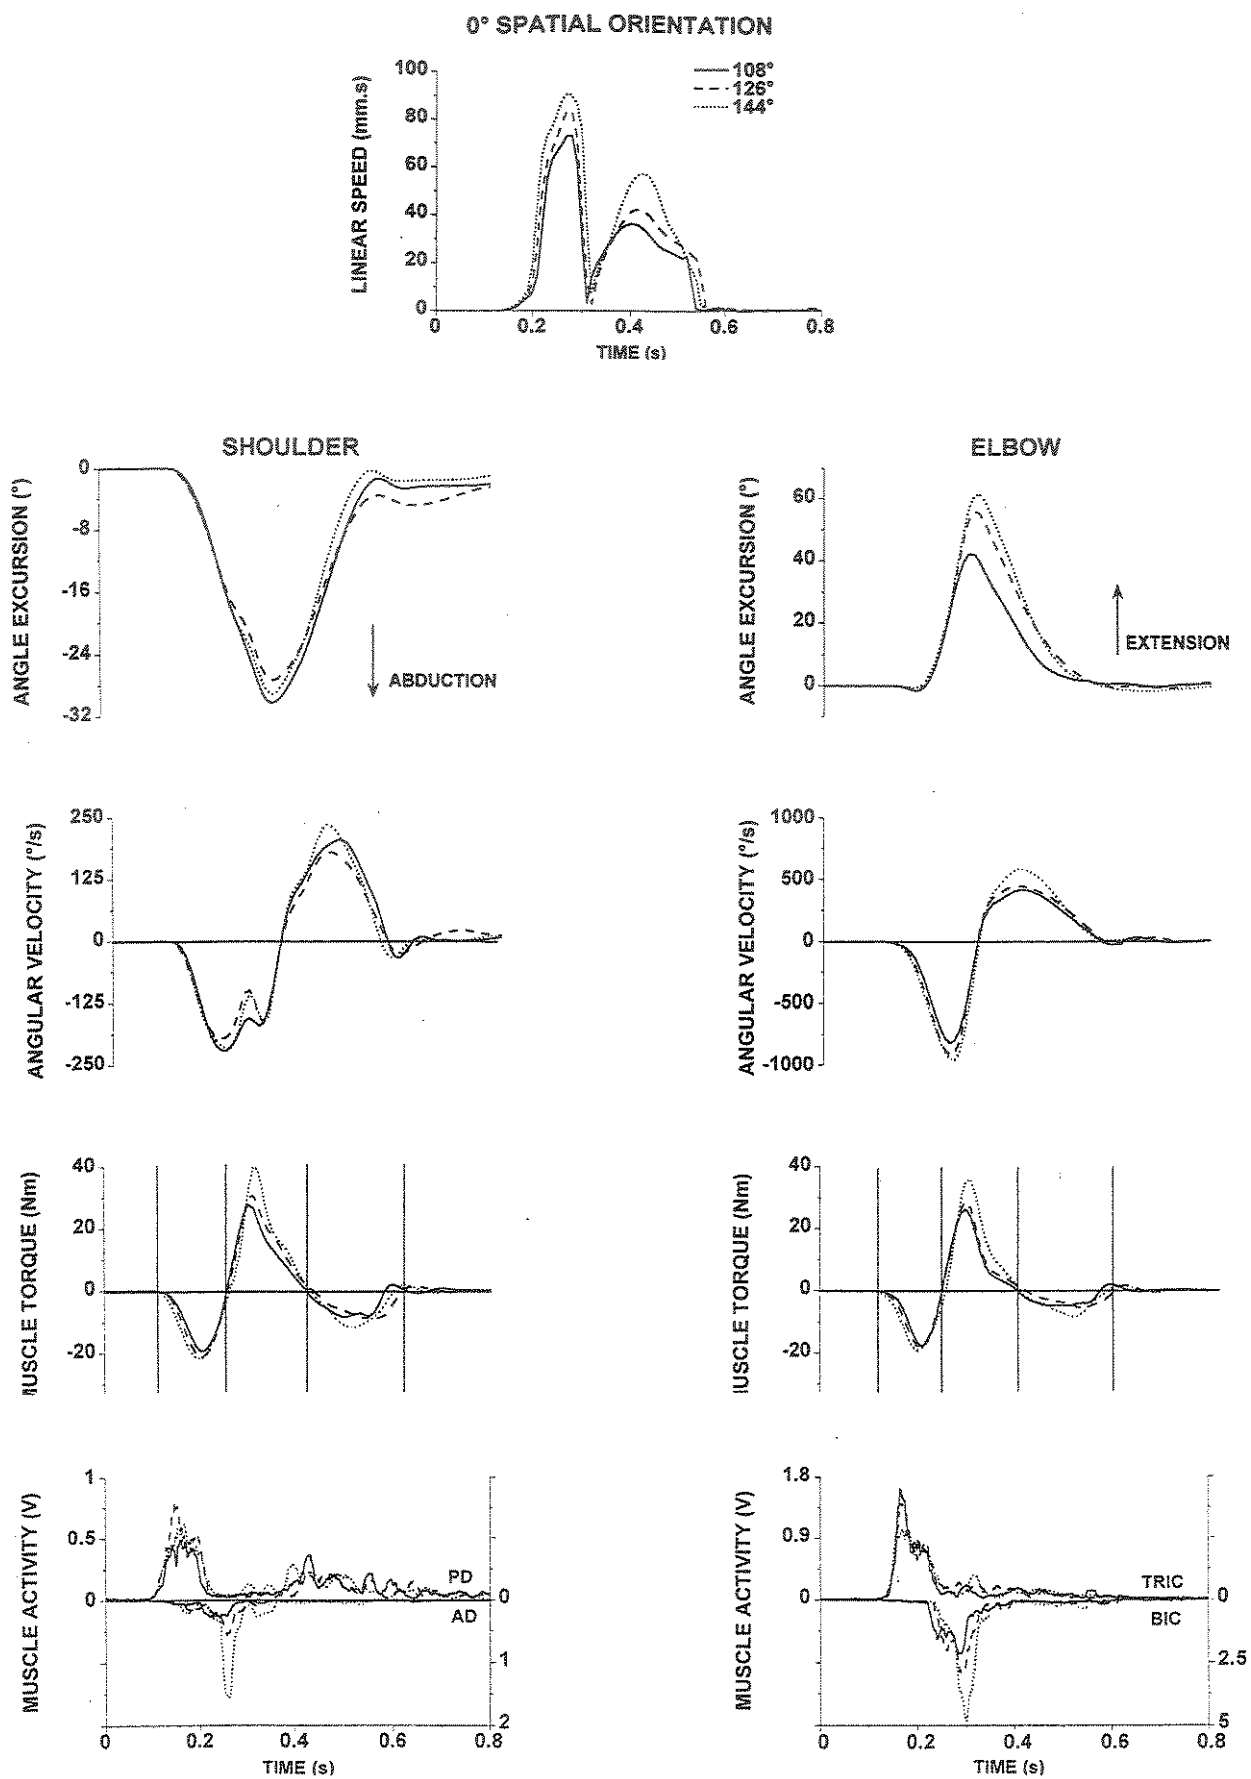 0° SPATIAL ORIENTATION
LINEAR SPEED (mm.s)
100
80
60
40
20
0
108°
126°
144°
0 0.2 0.4 0.6 0.8
TIME (s)
SHOULDER
ANGLE EXCURSION (°)
0
-8
-16
-24
-32
ABDUCTION
ELBOW
ANGLE EXCURSION (°)
60
40
20
0
EXTENSION
ANGULAR VELOCITY (°/s)
250
125
0
-125
-250
ANGULAR VELOCITY (°/s)
1000
500
0
-500
-1000
MUSCLE TORQUE (Nm)
40
20
0
-20
MUSCLE TORQUE (Nm)
40
20
0
-20
MUSCLE ACTIVITY (V)
1
0.5
0
PD
AD
0
1
2
0 0.2 0.4 0.6 0.8
TIME (s)
MUSCLE ACTIVITY (V)
1.8
0.9
0
TRIC
BIC
0
2.5
5
0 0.2 0.4 0.6 0.8
TIME (s)